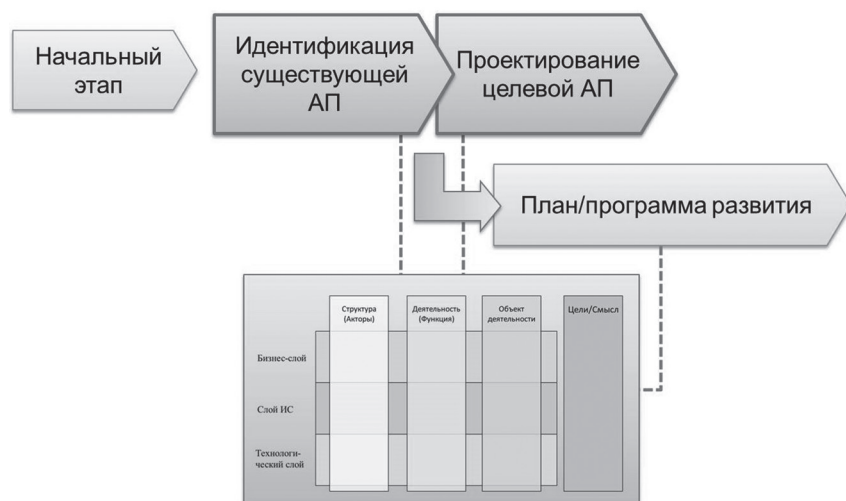 Начальный
этап
Идентификация
существующей
АП
Проектирование
целевой АП
План/программа развития
Структура
(Акторы)
Деятельность
(Функция)
Объект
деятельности
Цели/Смысл
Бизнес-слой
Слой ИС
Технологи-
ческий слой